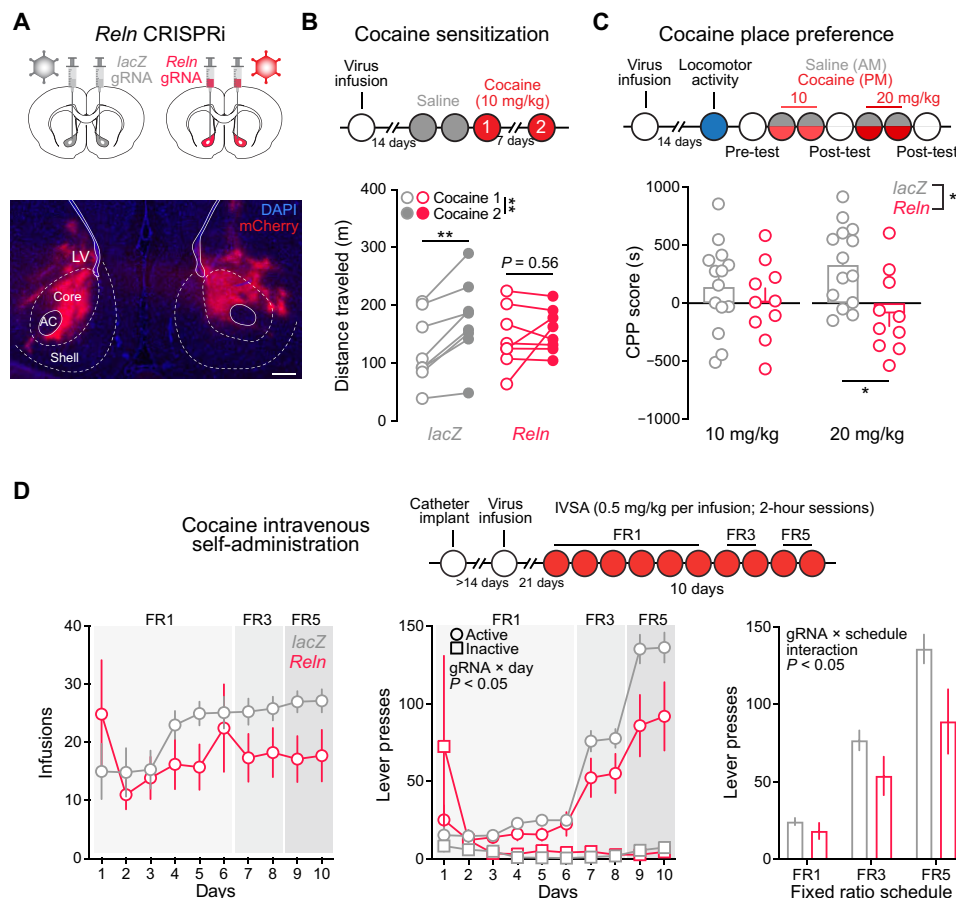 A
Reln CRISPRi
lacZ
gRNA
Reln
gRNA
DAPI
mCherry
LV
Core
AC
Shell
B
Cocaine sensitization
Virus
infusion
Saline
Cocaine
(10 mg/kg)
1
2
14 days
7 days
Distance traveled (m)
400
300
200
100
0
Cocaine 1
Cocaine 2
**
**
P = 0.56
lacZ
Reln
C
Cocaine place preference
Virus
infusion
Locomotor
activity
Saline (AM)
Cocaine (PM)
10
20 mg/kg
14 days
Pre-test
Post-test
Post-test
CPP score (s)
1000
500
0
−500
−1000
lacZ
Reln
*
*
10 mg/kg
20 mg/kg
D
Cocaine intravenous
self-administration
Catheter
implant
Virus
infusion
IVSA (0.5 mg/kg per infusion; 2-hour sessions)
FR1
FR3
FR5
>14 days
21 days
10 days
FR1
FR3
FR5
Infusions
40
30
20
10
0
lacZ
Reln
1 2 3 4 5 6 7 8 9 10
Days
FR1
FR3
FR5
Lever presses
150
100
50
0
Active
Inactive
gRNA × day
P < 0.05
1 2 3 4 5 6 7 8 9 10
Days
Lever presses
150
100
50
0
gRNA × schedule
interaction
P < 0.05
FR1
FR3
FR5
Fixed ratio schedule